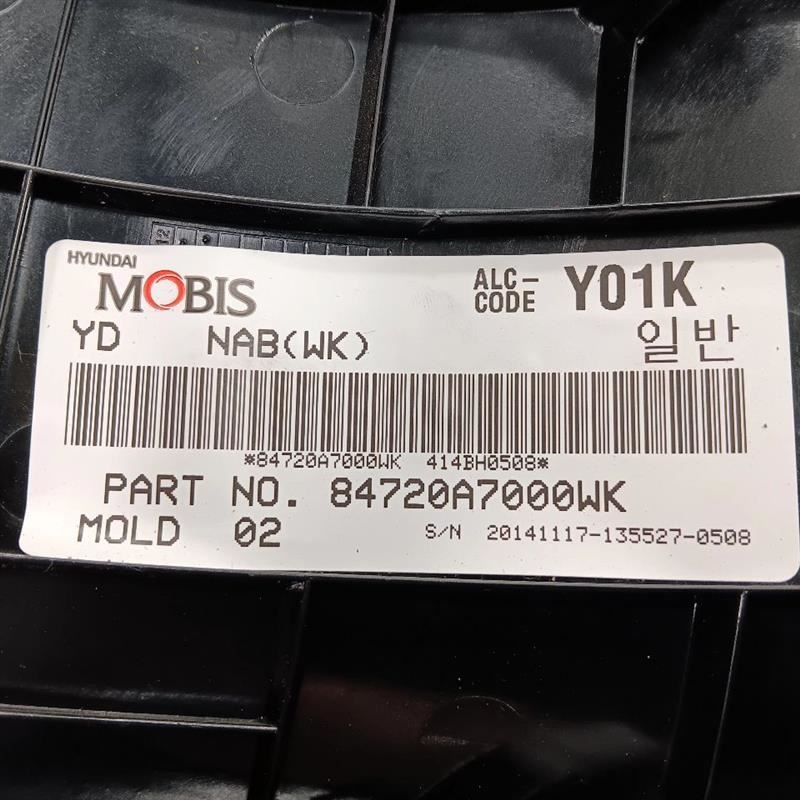 HYUNDAI
MOBIS
ALC-
CODE
Y01K
YD NAB(WK) 일반
*84720A7000WK 414BH0508*
PART NO. 84720A7000WK
MOLD 02 S/N 20141117-135527-0508